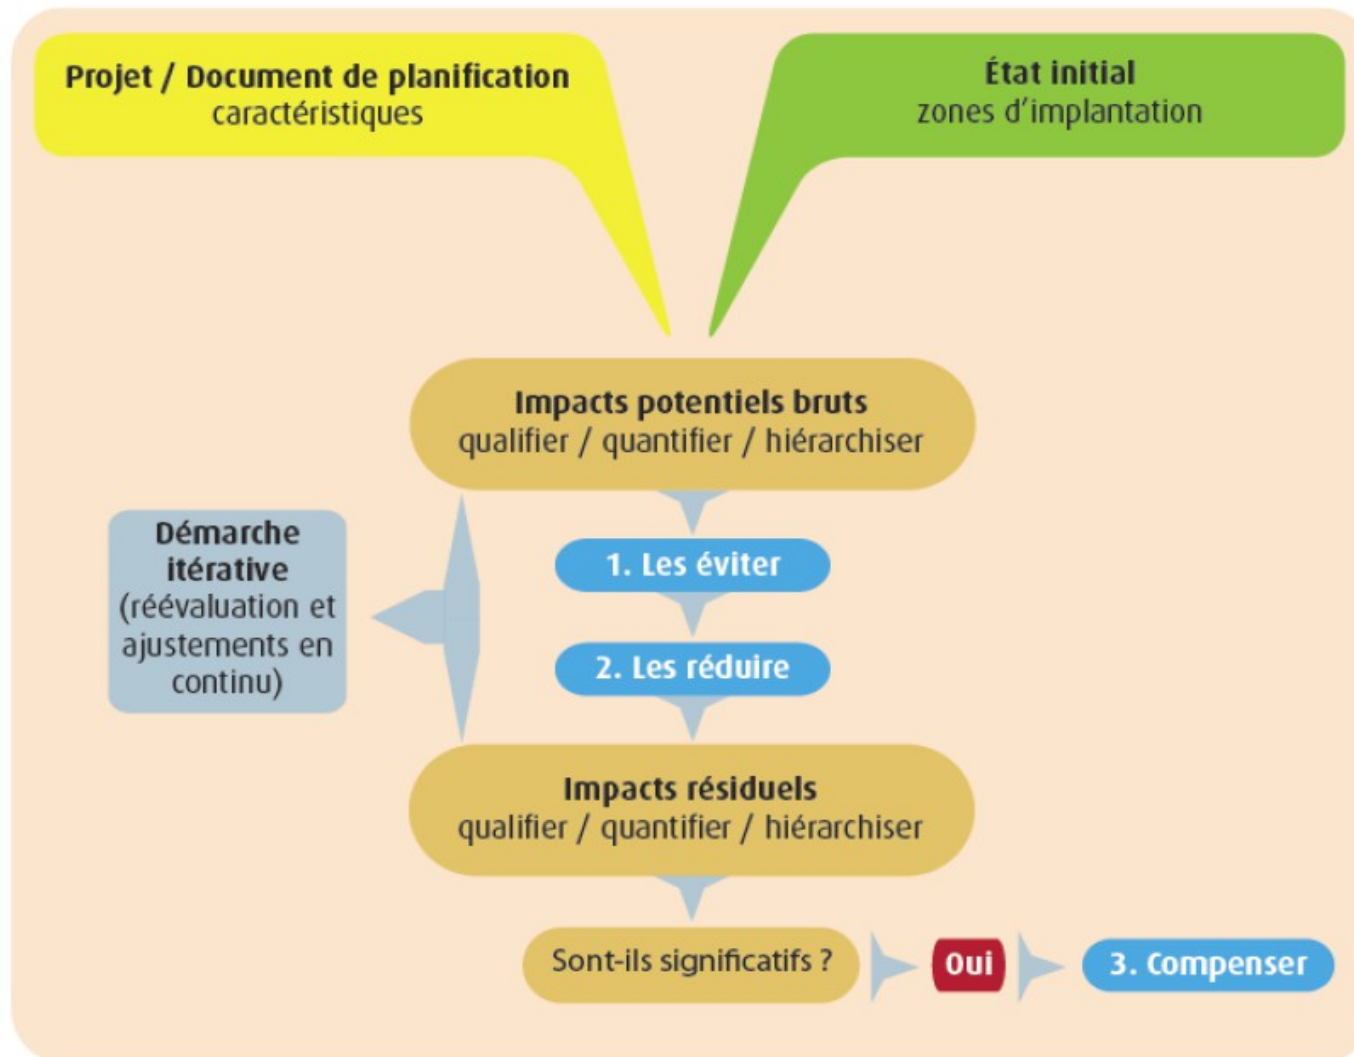 Projet / Document de planification
caractéristiques
État initial
zones d'implantation
Impacts potentiels bruts
qualifier / quantifier / hiérarchiser
Démarche
itérative
(réévaluation et
ajustements en
continu)
1. Les éviter
2. Les réduire
Impacts résiduels
qualifier / quantifier / hiérarchiser
Sont-ils significatifs ?
Oui
3. Compenser